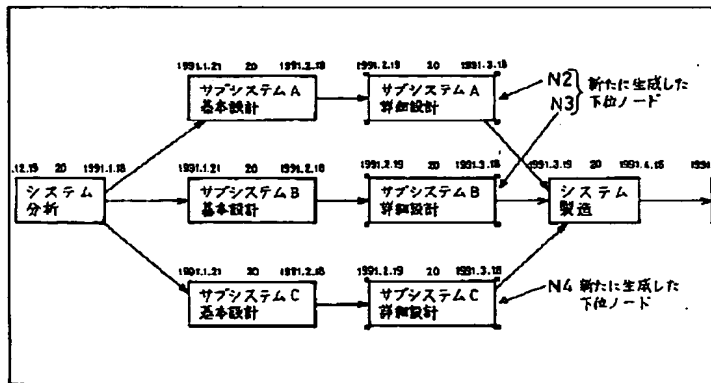 1991.1.21 20 1991.2.18
サブシステムA
基本設計
1991.2.19 20 1991.3.18
サブシステムA
詳細設計
N2
N3
新たに生成した
下位ノード
.12.19 20 1991.1.18
システム
分析
1991.1.21 20 1991.2.18
サブシステムB
基本設計
1991.2.19 20 1991.3.18
サブシステムB
詳細設計
1991.3.19 20 1991.4.15
システム
製造
1991.1.21 20 1991.2.18
サブシステムC
基本設計
1991.2.19 20 1991.3.18
サブシステムC
詳細設計
N4 新たに生成した
下位ノード